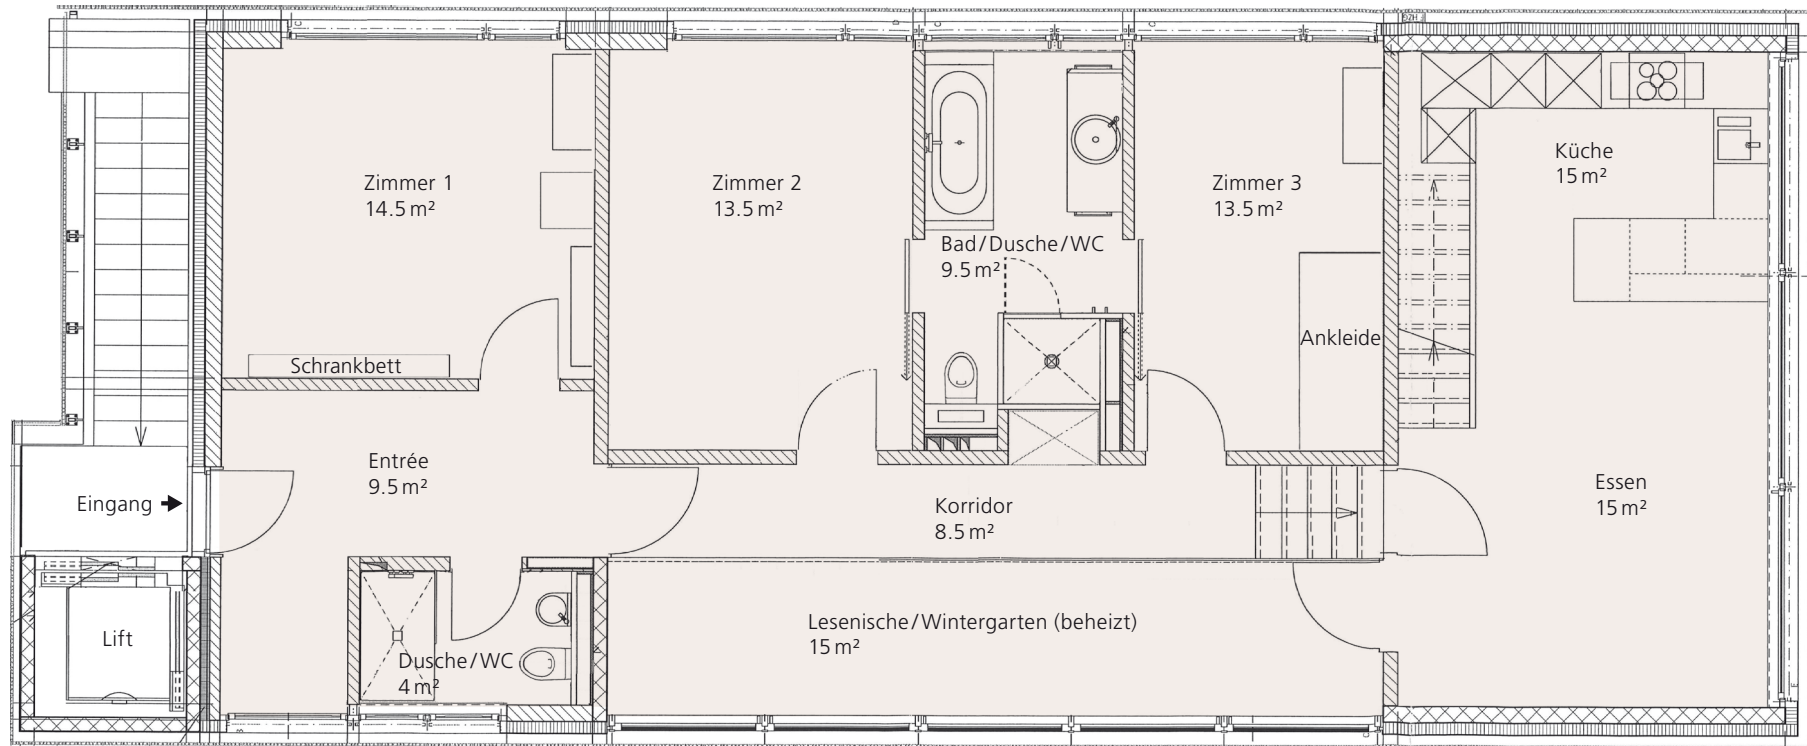 Zimmer 1
14.5 m²
Zimmer 2
13.5 m²
Zimmer 3
13.5 m²
Küche
15 m²
Bad/Dusche/WC
9.5 m²
Ankleide
Schrankbett
Entrée
9.5 m²
Eingang
Korridor
8.5 m²
Essen
15 m²
Lift
Dusche/WC
4 m²
Lesenische/Wintergarten (beheizt)
15 m²